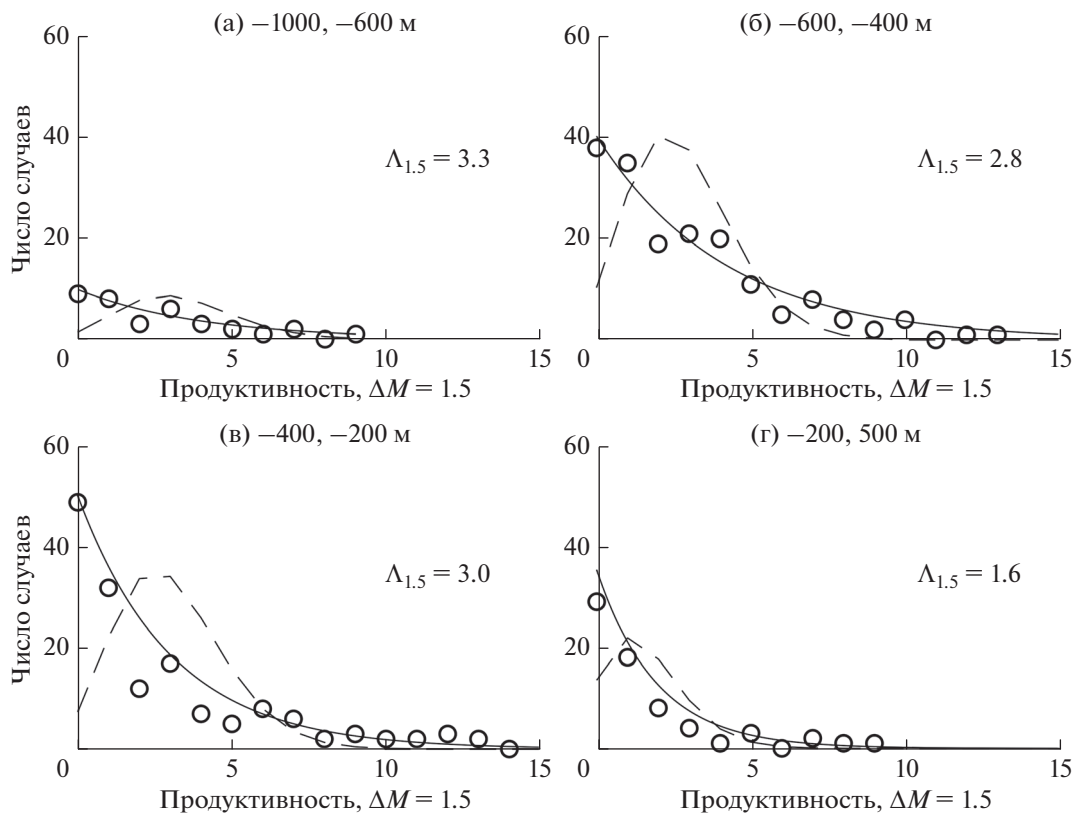 (а) −1000, −600 м
60
40
20
Число случаев
Λ1.5 = 3.3
0
5
10
15
Продуктивность, ΔM = 1.5
(б) −600, −400 м
60
40
20
Λ1.5 = 2.8
0
5
10
15
Продуктивность, ΔM = 1.5
(в) −400, −200 м
60
40
20
Число случаев
Λ1.5 = 3.0
0
5
10
15
Продуктивность, ΔM = 1.5
(г) −200, 500 м
60
40
20
Λ1.5 = 1.6
0
5
10
15
Продуктивность, ΔM = 1.5